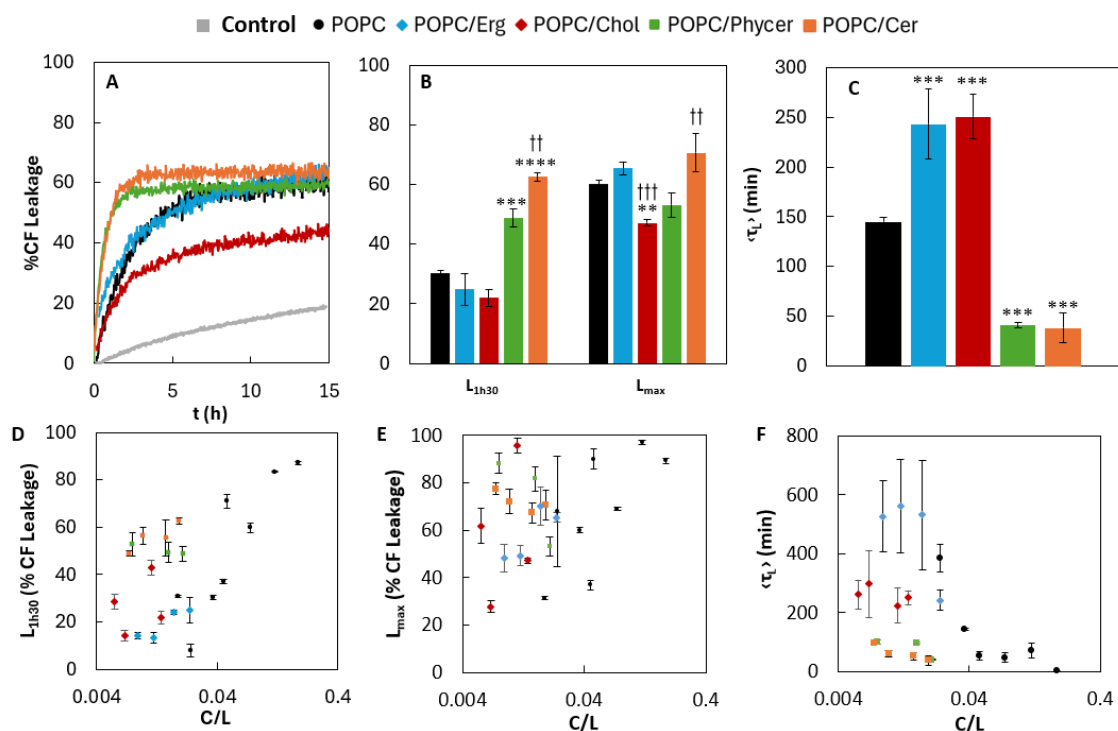 Control POPC POPC/Erg POPC/Chol POPC/Phycer POPC/Cer
A
%CF Leakage
100
80
60
40
20
0
0 5 10 15
t (h)
B
100
80
60
40
20
0
***
††
****
†††
**
††
L1h30 Lmax
C
‹τL› (min)
300
250
200
150
100
50
0
***
***
***
***
D
L1h30 (% CF Leakage)
100
80
60
40
20
0
0.004 0.04 0.4
C/L
E
Lmax (% CF Leakage)
100
80
60
40
20
0
0.004 0.04 0.4
C/L
F
‹τL› (min)
800
600
400
200
0
0.004 0.04 0.4
C/L